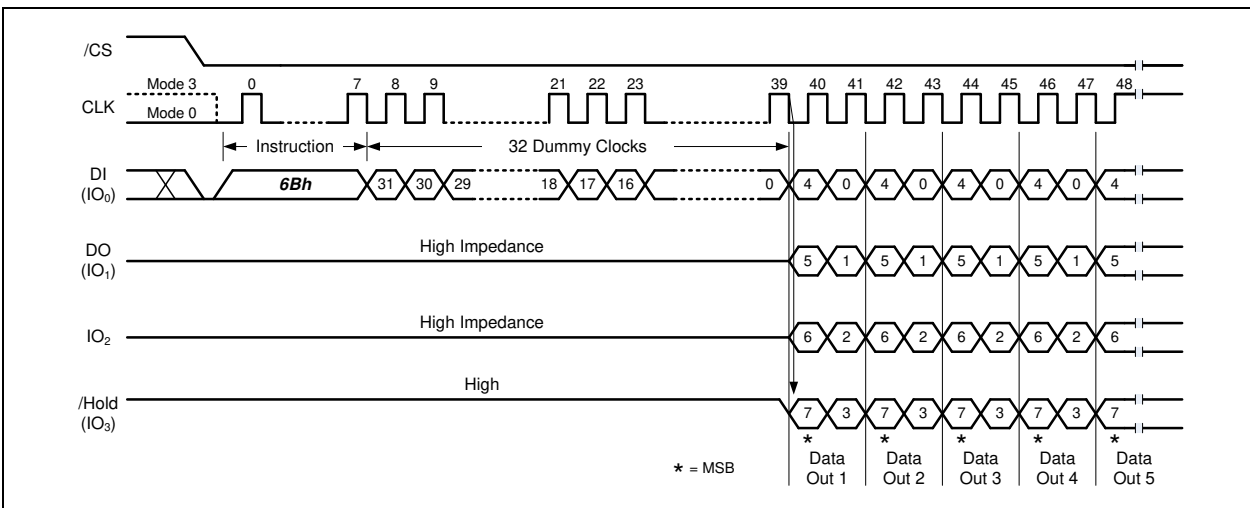 /CS
Mode 3 0 7 8 9 21 22 23 39 40 41 42 43 44 45 46 47 48
CLK
Mode 0
Instruction 32 Dummy Clocks
DI
(IO0)
6Bh 31 30 29 18 17 16 0 4 0 4 0 4 0 4 0 4
High Impedance
DO
(IO1)
5 1 5 1 5 1 5 1 5
High Impedance
IO2 6 2 6 2 6 2 6 2 6
High
/Hold
(IO3)
7 3 7 3 7 3 7 3 7
* * * * *
* = MSB
Data Data Data Data Data
Out 1 Out 2 Out 3 Out 4 Out 5